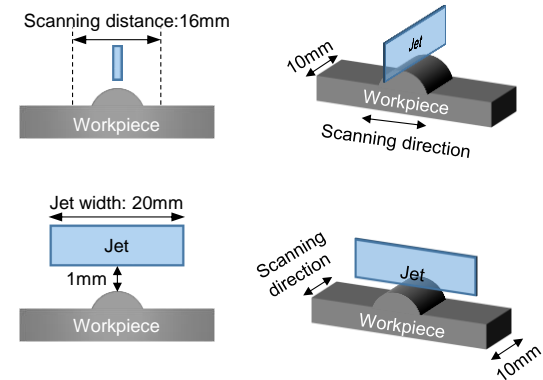 Scanning distance:16mm
Workpiece
10mm
Jet
Workpiece
Scanning direction
Jet width: 20mm
Jet
1mm
Workpiece
Scanning
direction
Jet
Workpiece
10mm